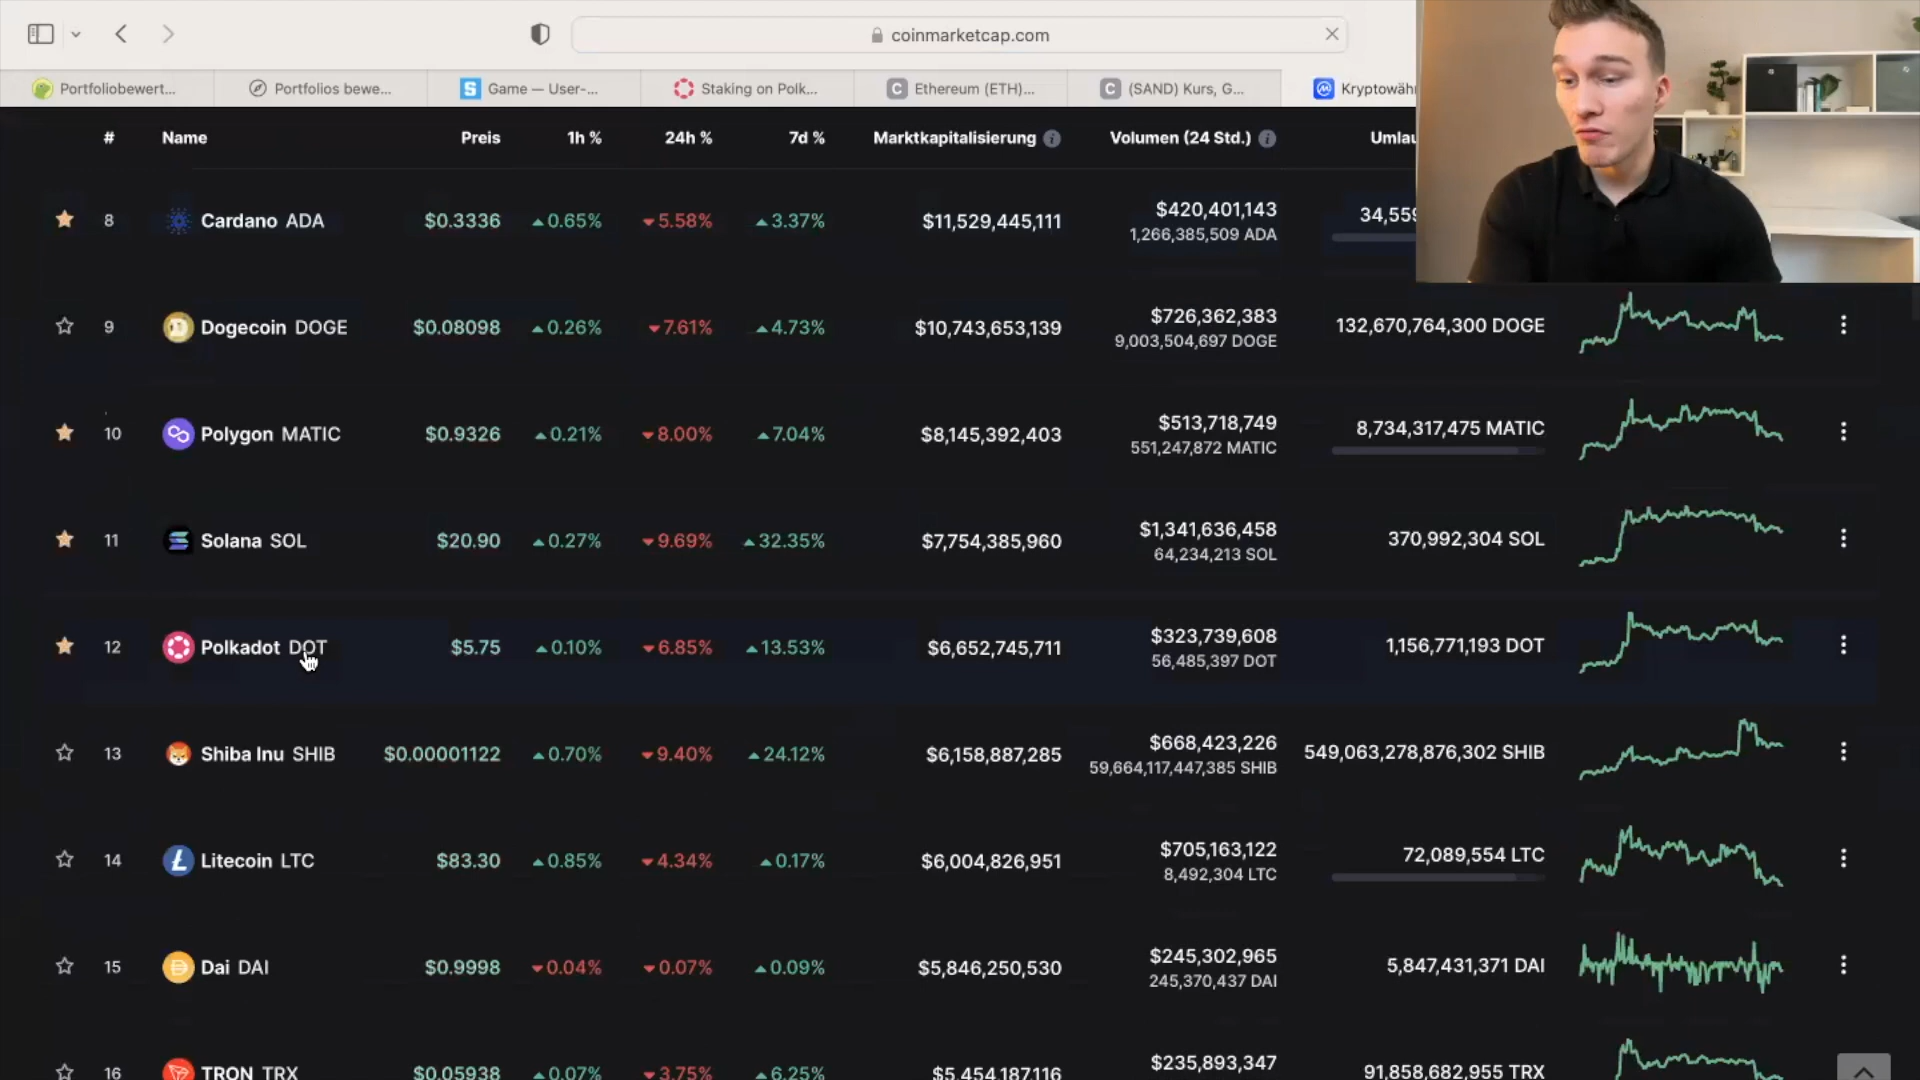 coinmarketcap.com
Portfoliobewert... Portfolios bewe... Game — User-... Staking on Polk... Ethereum (ETH)... (SAND) Kurs, G... Kryptowähr
# Name Preis 1h % 24h % 7d % Marktkapitalisierung Volumen (24 Std.) Umlau
8 Cardano ADA $0.3336 0.65% 5.58% 3.37% $11,529,445,111 $420,401,143 34,559
1,266,385,509 ADA
9 Dogecoin DOGE $0.08098 0.26% 7.61% 4.73% $10,743,653,139 $726,362,383 132,670,764,300 DOGE
9,003,504,697 DOGE
10 Polygon MATIC $0.9326 0.21% 8.00% 7.04% $8,145,392,403 $513,718,749 8,734,317,475 MATIC
551,247,872 MATIC
11 Solana SOL $20.90 0.27% 9.69% 32.35% $7,754,385,960 $1,341,636,458 370,992,304 SOL
64,234,213 SOL
12 Polkadot DOT $5.75 0.10% 6.85% 13.53% $6,652,745,711 $323,739,608 1,156,771,193 DOT
56,485,397 DOT
13 Shiba Inu SHIB $0.00001122 0.70% 9.40% 24.12% $6,158,887,285 $668,423,226 549,063,278,876,302 SHIB
59,664,117,447,385 SHIB
14 Litecoin LTC $83.30 0.85% 4.34% 0.17% $6,004,826,951 $705,163,122 72,089,554 LTC
8,492,304 LTC
15 Dai DAI $0.9998 0.04% 0.07% 0.09% $5,846,250,530 $245,302,965 5,847,431,371 DAI
245,370,437 DAI
16 TRON TRX $0.05938 0.07% 3.75% 6.25% $5,454,187,116 $235,893,347 91,858,682,955 TRX